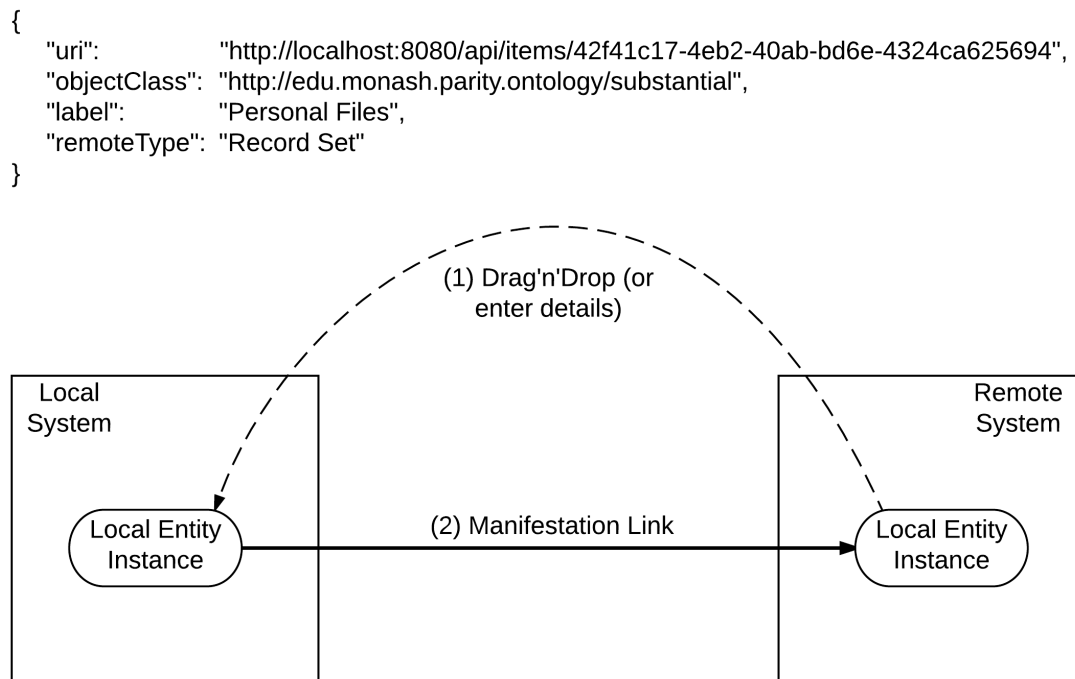 {
"uri": "http://localhost:8080/api/items/42f41c17-4eb2-40ab-bd6e-4324ca625694",
"objectClass": "http://edu.monash.parity.ontology/substantial",
"label": "Personal Files",
"remoteType": "Record Set"
}
(1) Drag'n'Drop (or
enter details)
Local
System
Remote
System
Local Entity
Instance
(2) Manifestation Link
Local Entity
Instance